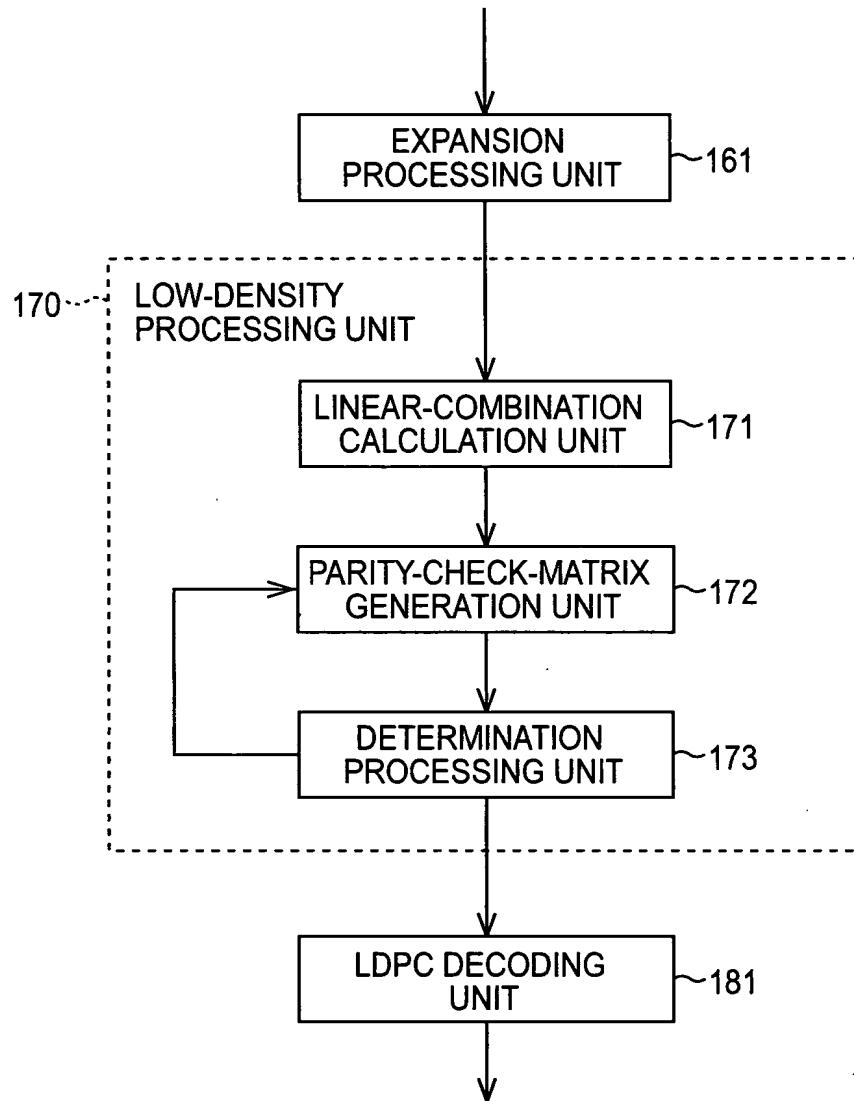 EXPANSION
PROCESSING UNIT
161
170
LOW-DENSITY
PROCESSING UNIT
LINEAR-COMBINATION
CALCULATION UNIT
171
PARITY-CHECK-MATRIX
GENERATION UNIT
172
DETERMINATION
PROCESSING UNIT
173
LDPC DECODING
UNIT
181